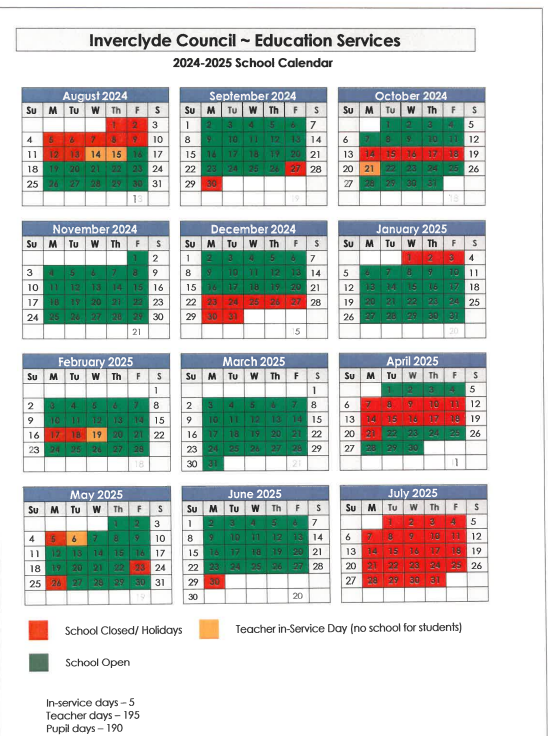 Inverclyde Council ~ Education Services
2024-2025 School Calendar
August 2024
Su M Tu W Th F S
1 2 3
4 5 6 7 8 9 10
11 12 13 14 15 16 17
18 19 20 21 22 23 24
25 26 27 28 29 30 31
September 2024
Su M Tu W Th F S
1 2 3 4 5 6 7
8 9 10 11 12 13 14
15 16 17 18 19 20 21
22 23 24 25 26 27 28
29 30
19
October 2024
Su M Tu W Th F S
1 2 3 4 5
6 7 8 9 10 11 12
13 14 15 16 17 18 19
20 21 22 23 24 25 26
27 28 29 30 31
18
November 2024
Su M Tu W Th F S
1 2
3 4 5 6 7 8 9
10 11 12 13 14 15 16
17 18 19 20 21 22 23
24 25 26 27 28 29 30
21
December 2024
Su M Tu W Th F S
1 2 3 4 5 6 7
8 9 10 11 12 13 14
15 16 17 18 19 20 21
22 23 24 25 26 27 28
29 30 31
5
January 2025
Su M Tu W Th F S
1 2 3 4
5 6 7 8 9 10 11
12 13 14 15 16 17 18
19 20 21 22 23 24 25
26 27 28 29 30 31
20
February 2025
Su M Tu W Th F S
1
2 3 4 5 6 7 8
9 10 11 12 13 14 15
16 17 18 19 20 21 22
23 24 25 26 27 28
18
March 2025
Su M Tu W Th F S
1
2 3 4 5 6 7 8
9 10 11 12 13 14 15
16 17 18 19 20 21 22
23 24 25 26 27 28 29
30 31
21
April 2025
Su M Tu W Th F S
1 2 3 4 5
6 7 8 9 10 11 12
13 14 15 16 17 18 19
20 21 22 23 24 25 26
27 28 29 30
11
May 2025
Su M Tu W Th F S
1 2 3
4 5 6 7 8 9 10
11 12 13 14 15 16 17
18 19 20 21 22 23 24
25 26 27 28 29 30 31
June 2025
Su M Tu W Th F S
1 2 3 4 5 6 7
8 9 10 11 12 13 14
15 16 17 18 19 20 21
22 23 24 25 26 27 28
29 30
30 20
July 2025
Su M Tu W Th F S
1 2 3 4 5
6 7 8 9 10 11 12
13 14 15 16 17 18 19
20 21 22 23 24 25 26
27 28 29 30 31
School Closed/ Holidays
Teacher in-Service Day (no school for students)
School Open
In-service days – 5
Teacher days – 195
Pupil days – 190